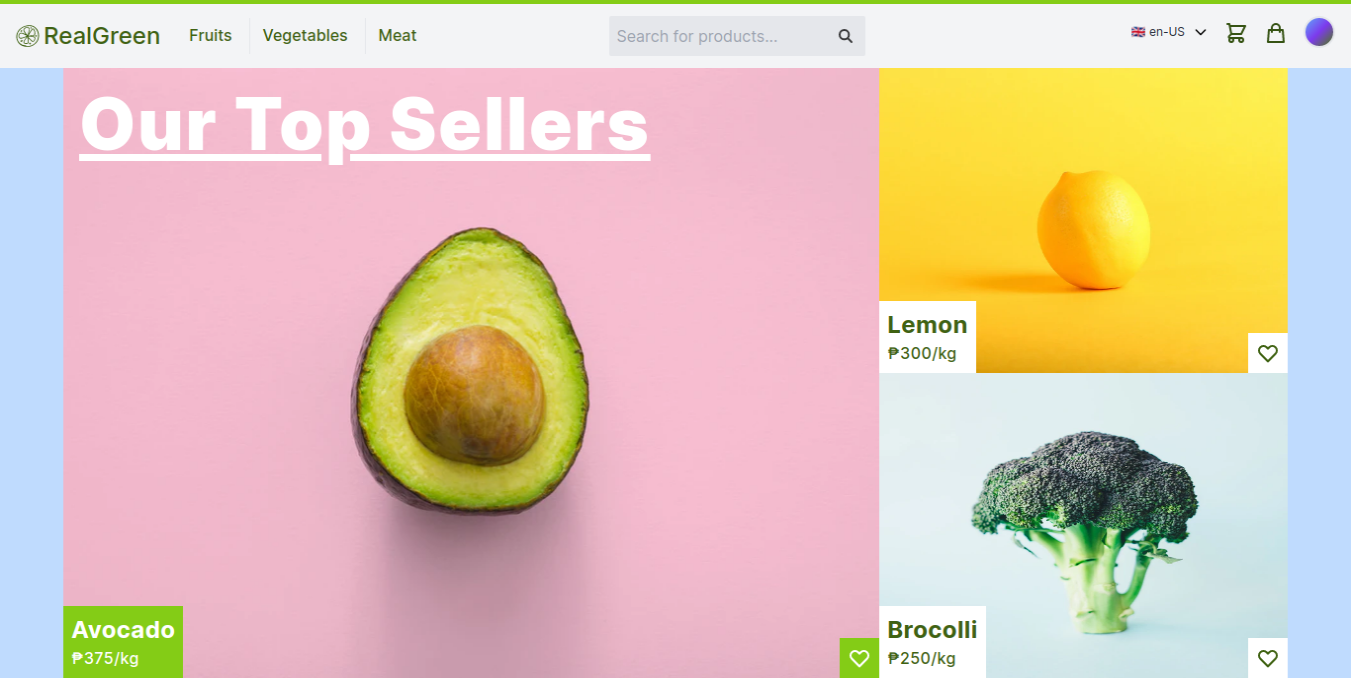 RealGreen
Fruits
Vegetables
Meat
Search for products...
en-US
Our Top Sellers
Lemon
₱300/kg
Avocado
₱375/kg
Brocolli
₱250/kg